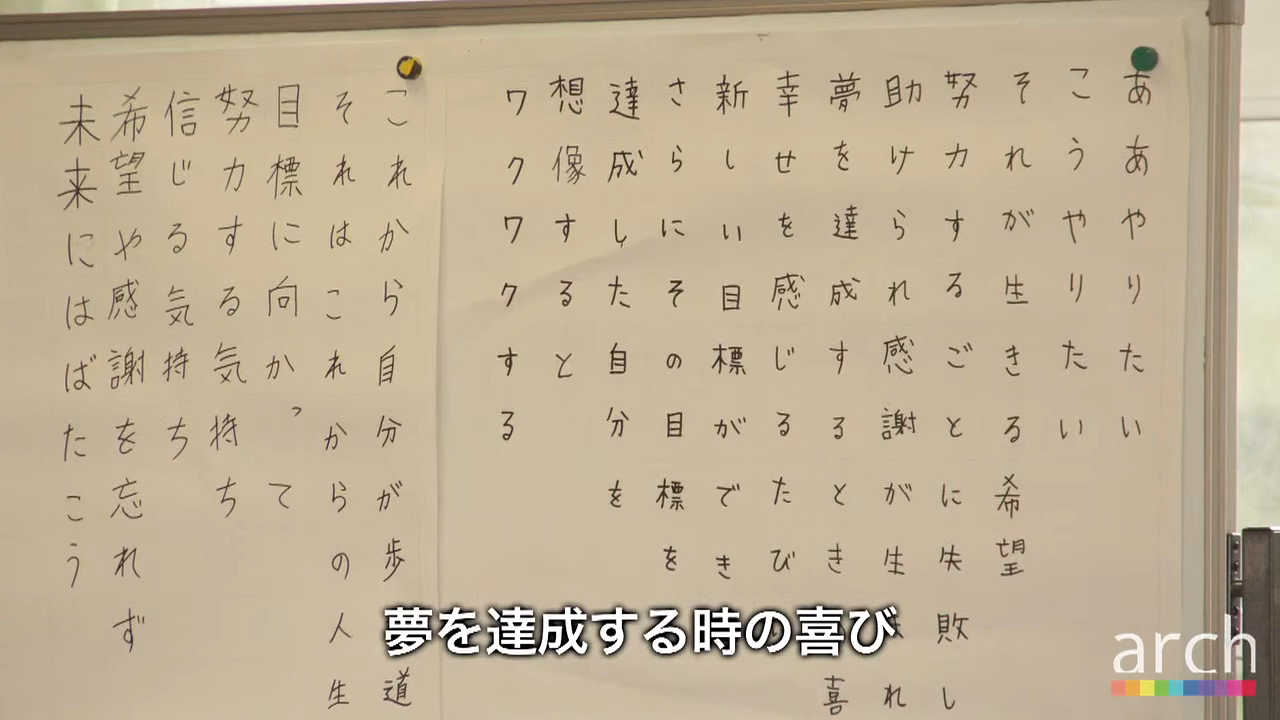 ああやりたい
こうやりたい
それが生きる希望
努力するごとに失敗し
助けられ感謝が生まれ
夢を達成するとき 喜
幸せを感じるたび
新しい目標ができ
さらにその目標を
達成した自分を
想像すると
ワクワクする
これから自分が歩 道
それはこれからの人生
目標に向かって
努力する気持ち
信じる気持ち
希望や感謝を忘れず
未来にはばたこう
夢を達成する時の喜び
arch